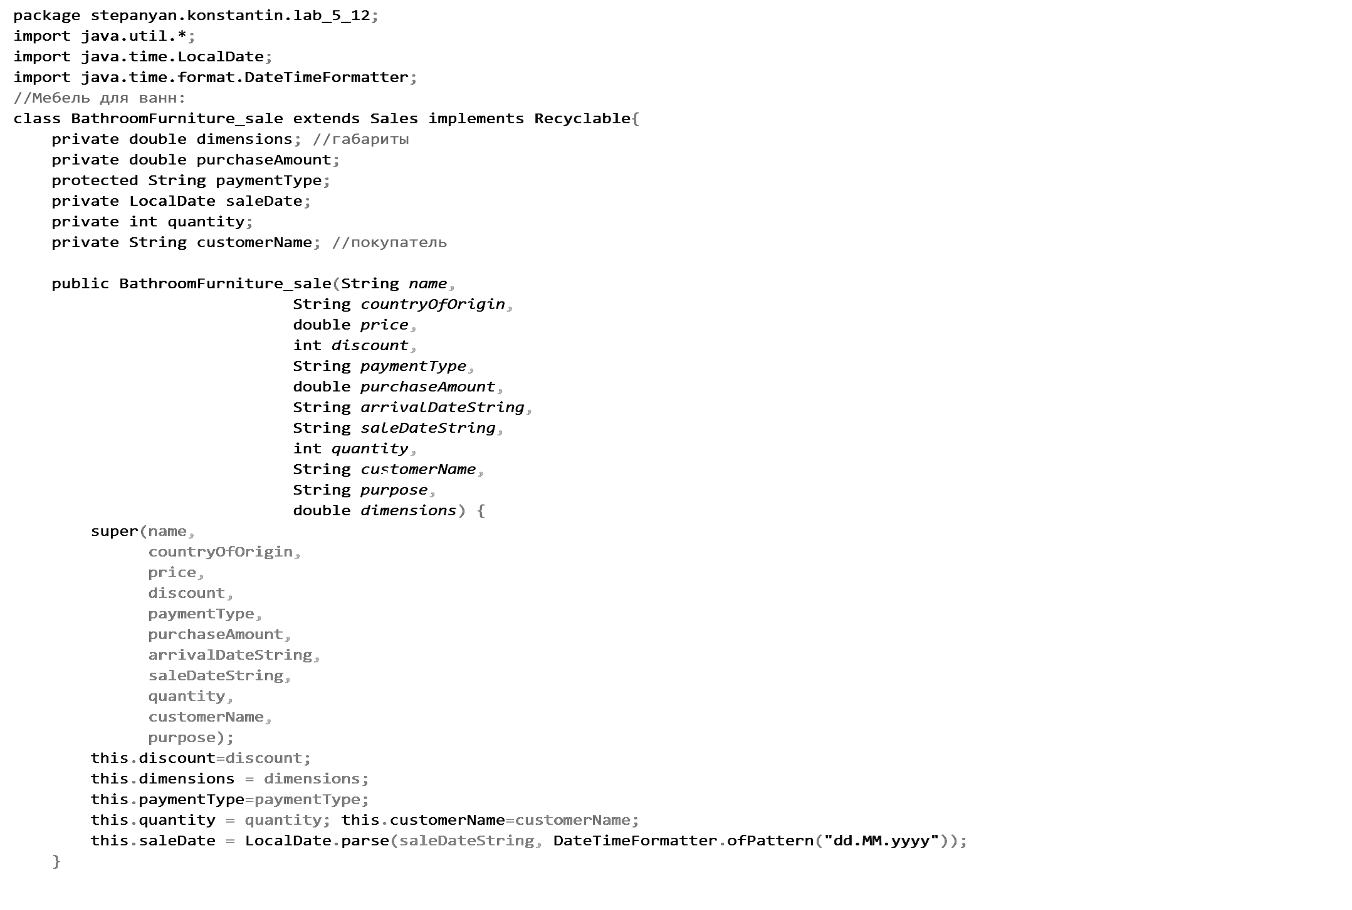 package stepanyan.konstantin.lab_5_12;
import java.util.*;
import java.time.LocalDate;
import java.time.format.DateTimeFormatter;
//Мебель для ванн:
class BathroomFurniture_sale extends Sales implements Recyclable{
    private double dimensions; //габариты
    private double purchaseAmount;
    protected String paymentType;
    private LocalDate saleDate;
    private int quantity;
    private String customerName; //покупатель

    public BathroomFurniture_sale(String name,
                             String countryOfOrigin,
                             double price,
                             int discount,
                             String paymentType,
                             double purchaseAmount,
                             String arrivalDateString,
                             String saleDateString,
                             int quantity,
                             String customerName,
                             String purpose,
                             double dimensions) {
        super(name,
              countryOfOrigin,
              price,
              discount,
              paymentType,
              purchaseAmount,
              arrivalDateString,
              saleDateString,
              quantity,
              customerName,
              purpose);
        this.discount=discount;
        this.dimensions = dimensions;
        this.paymentType=paymentType;
        this.quantity = quantity; this.customerName=customerName;
        this.saleDate = LocalDate.parse(saleDateString, DateTimeFormatter.ofPattern("dd.MM.yyyy"));
    }